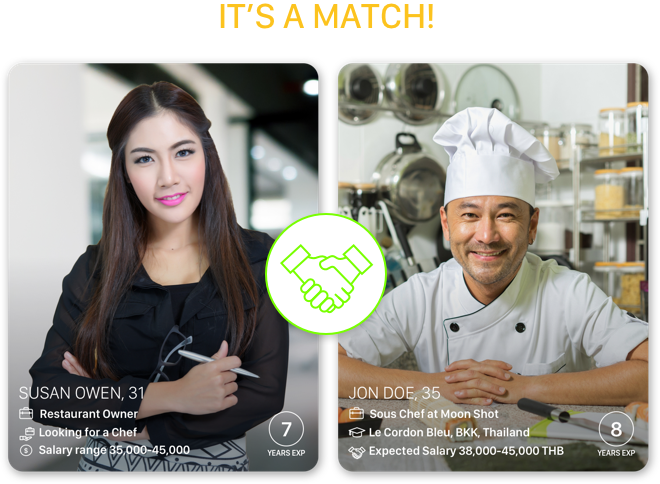 IT'S A MATCH!
SUSAN OWEN, 31
Restaurant Owner
Looking for a Chef
Salary range 35,000-45,000
7
YEARS EXP
JON DOE, 35
Sous Chef at Moon Shot
Le Cordon Bleu, BKK, Thailand
Expected Salary 38,000-45,000 THB
8
YEARS EXP